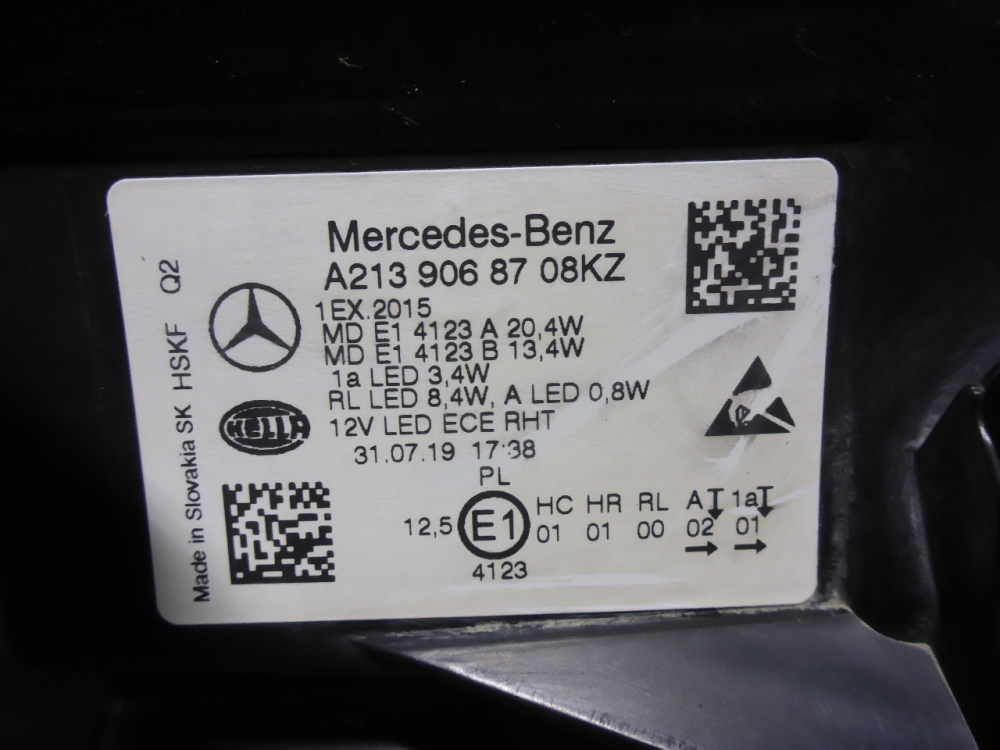 Mercedes-Benz
A213 906 87 08KZ
1EX.2015
MD E1 4123 A 20,4W
MD E1 4123 B 13,4W
1a LED 3,4W
RL LED 8,4W, A LED 0,8W
12V LED ECE RHT
31.07.19 17:38
PL
12,5 E1 HC HR RL A 1a
01 01 00 02 01
4123
HELLA
Made in Slovakia SK HSKF Q2